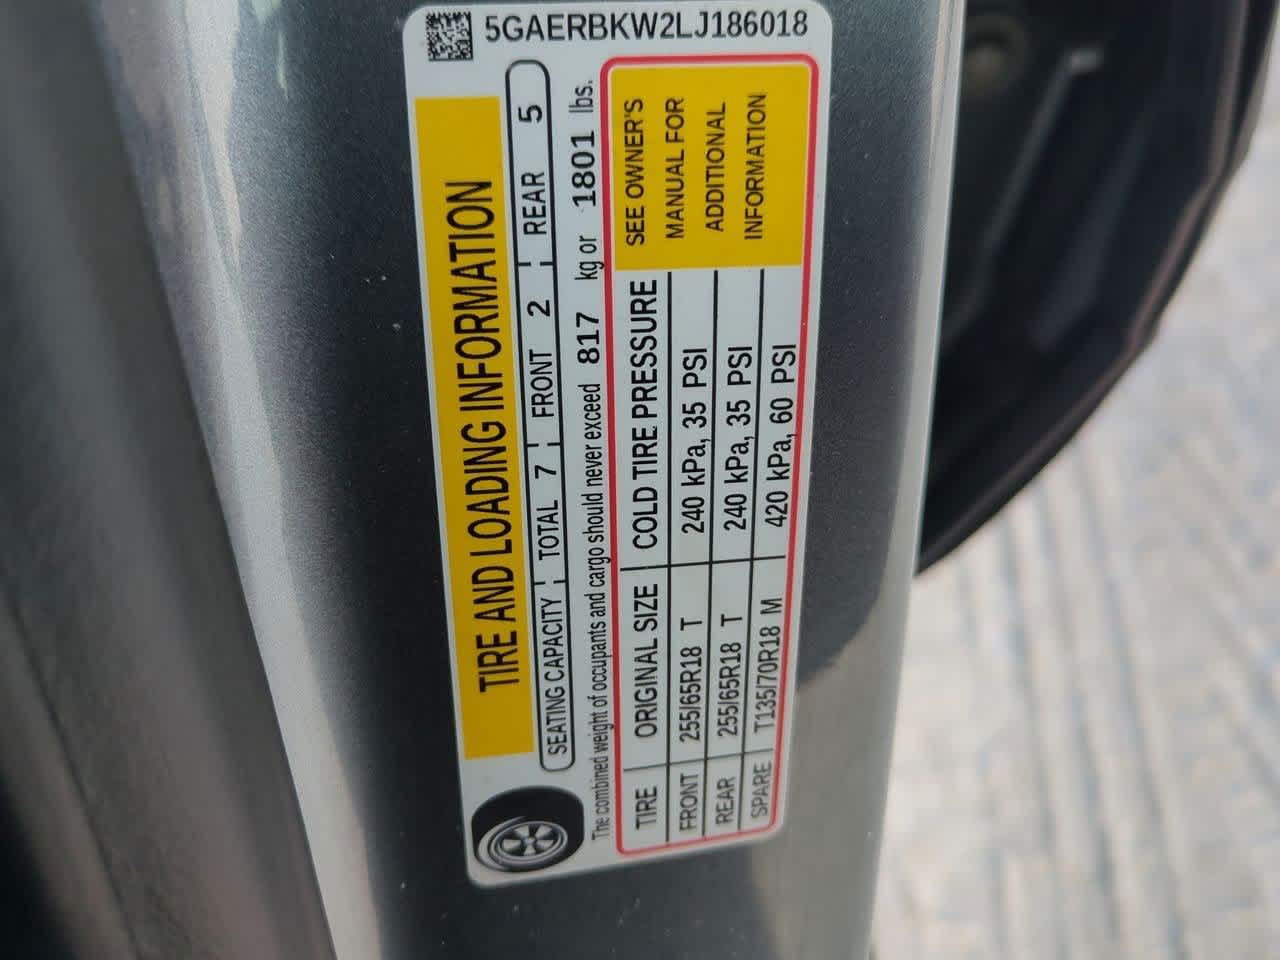 5GAERBKW2LJ186018
TIRE AND LOADING INFORMATION
SEATING CAPACITY TOTAL 7 FRONT 2 REAR 5
The combined weight of occupants and cargo should never exceed 817 kg or 1801 lbs.
TIRE ORIGINAL SIZE COLD TIRE PRESSURE
FRONT 255/65R18 T 240 kPa, 35 PSI
REAR 255/65R18 T 240 kPa, 35 PSI
SPARE T135/70R18 M 420 kPa, 60 PSI
SEE OWNER'S
MANUAL FOR
ADDITIONAL
INFORMATION